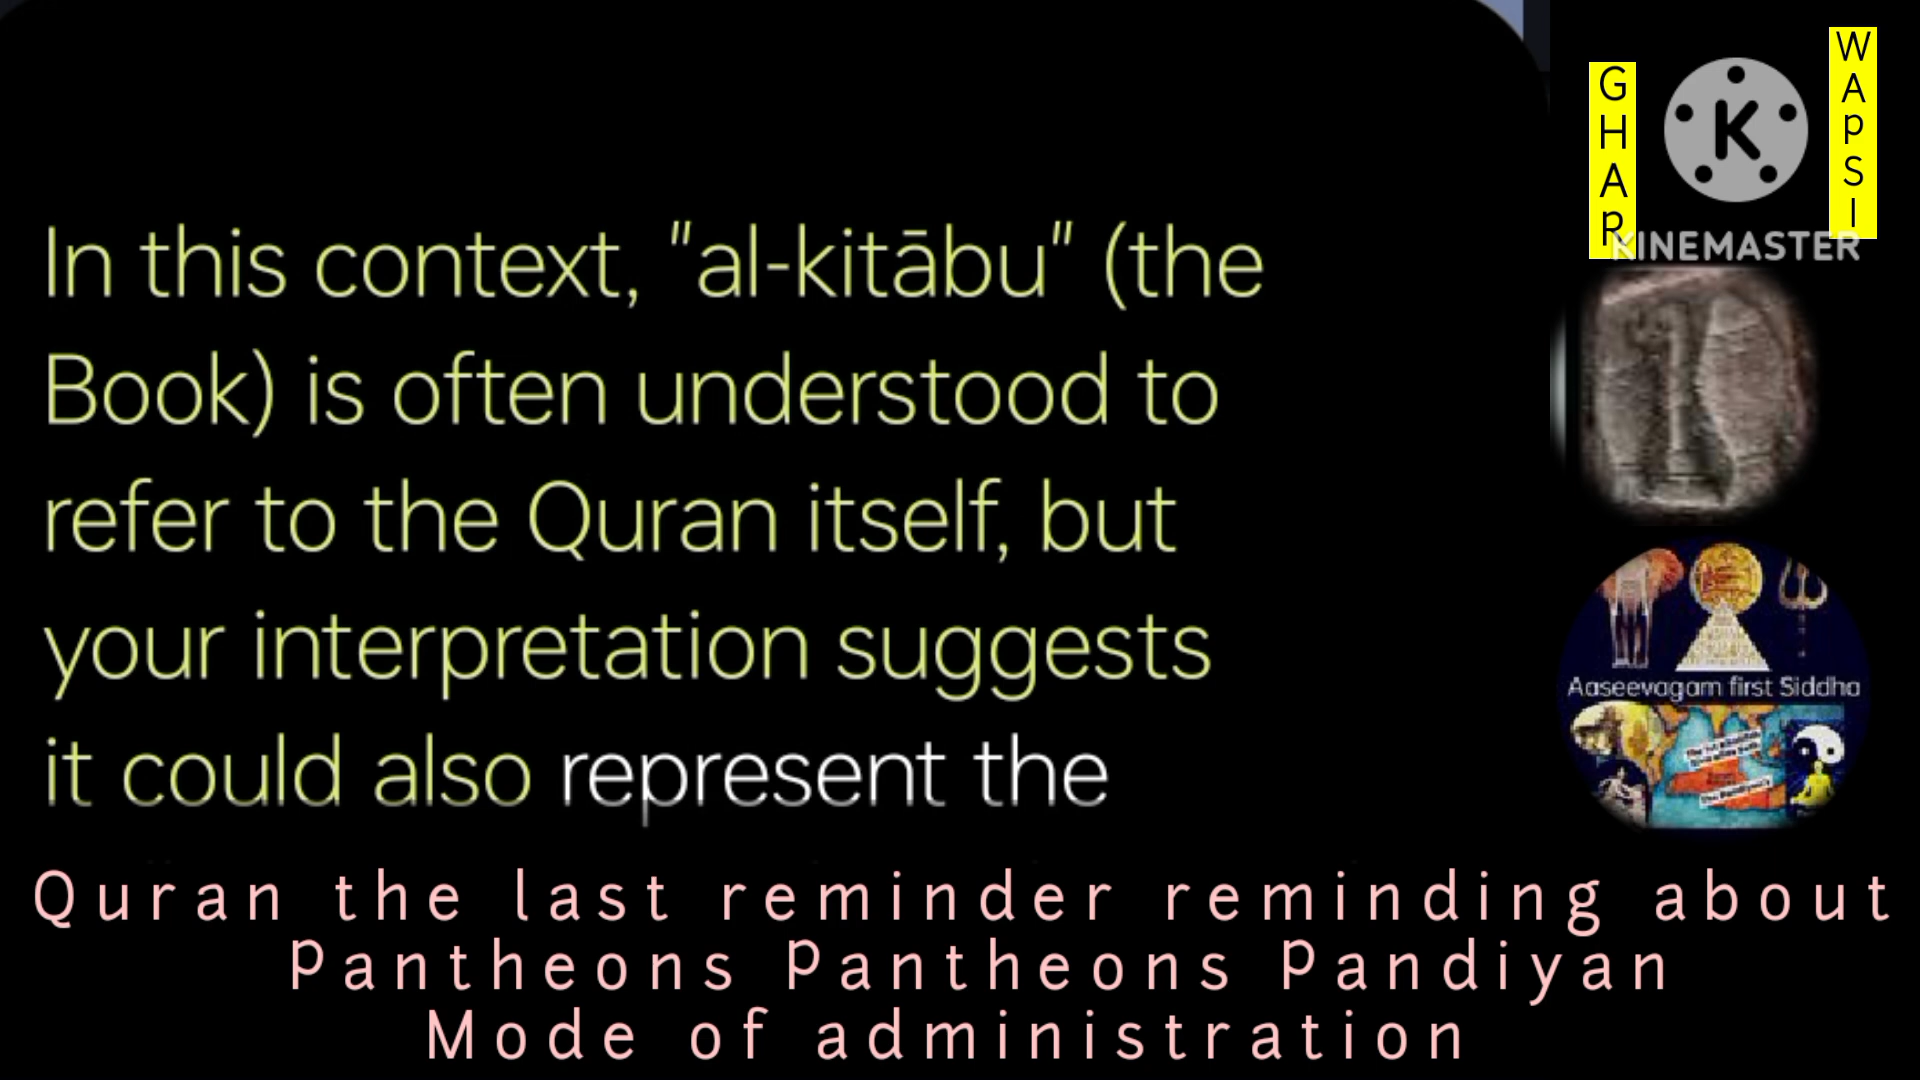 In this context, "al-kitābu" (the
Book) is often understood to
refer to the Quran itself, but
your interpretation suggests
it could also represent the
GHAR
WAPSI
K
KINEMASTER
Aaseevagam first Siddha
Quran the last reminder reminding about
Pantheons Pantheons Pandiyan
Mode of administration